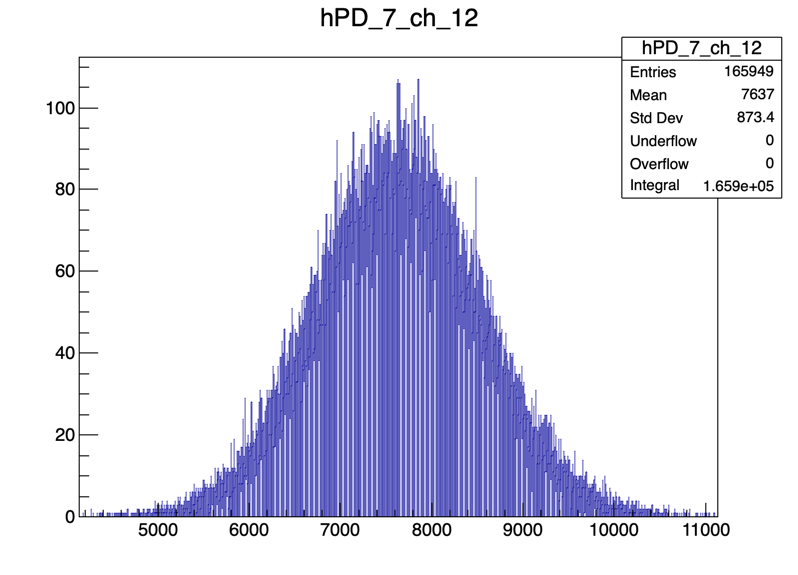 hPD_7_ch_12
hPD_7_ch_12
Entries 165949
Mean 7637
Std Dev 873.4
Underflow 0
Overflow 0
Integral 1.659e+05
100
80
60
40
20
0
5000 6000 7000 8000 9000 10000 11000